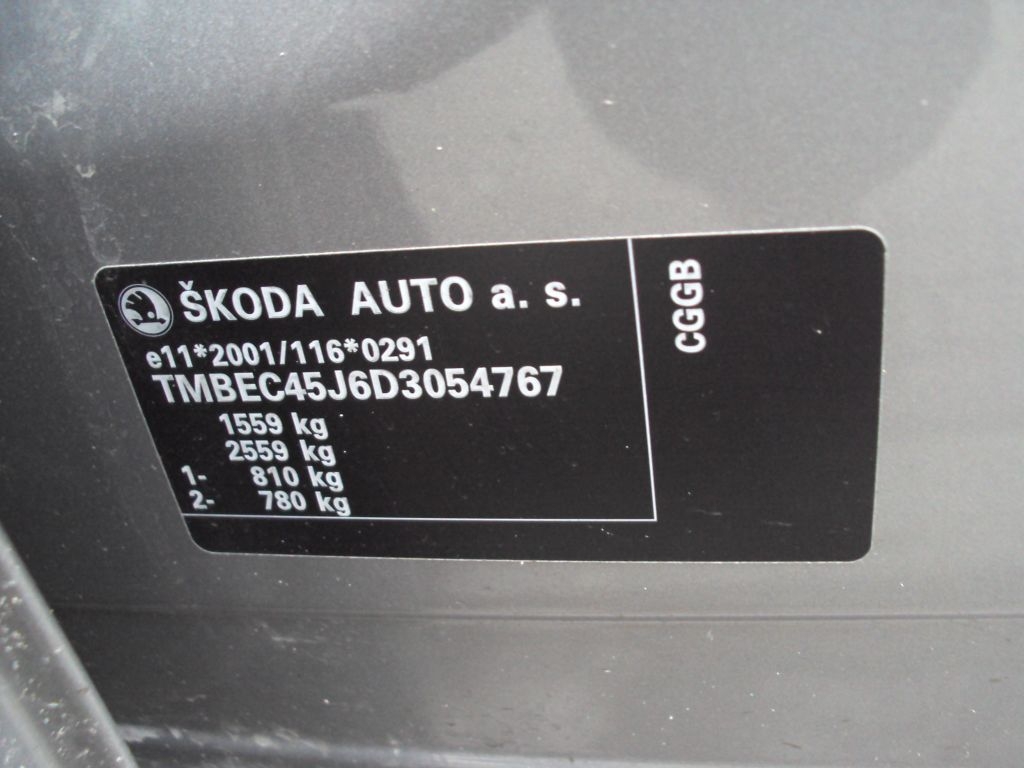 ŠKODA AUTO a. s.
e11*2001/116*0291
TMBEC45J6D3054767
1559 kg
2559 kg
1- 810 kg
2- 780 kg
CGGB